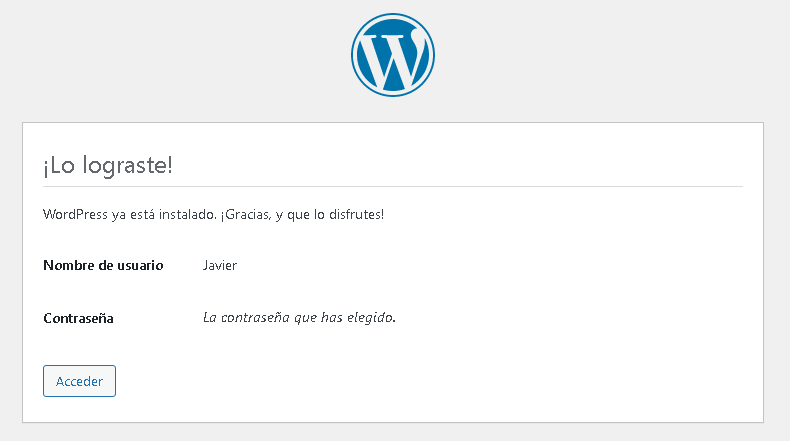 ¡Lo lograste!
WordPress ya está instalado. ¡Gracias, y que lo disfrutes!
Nombre de usuario Javier
Contraseña La contraseña que has elegido.
Acceder